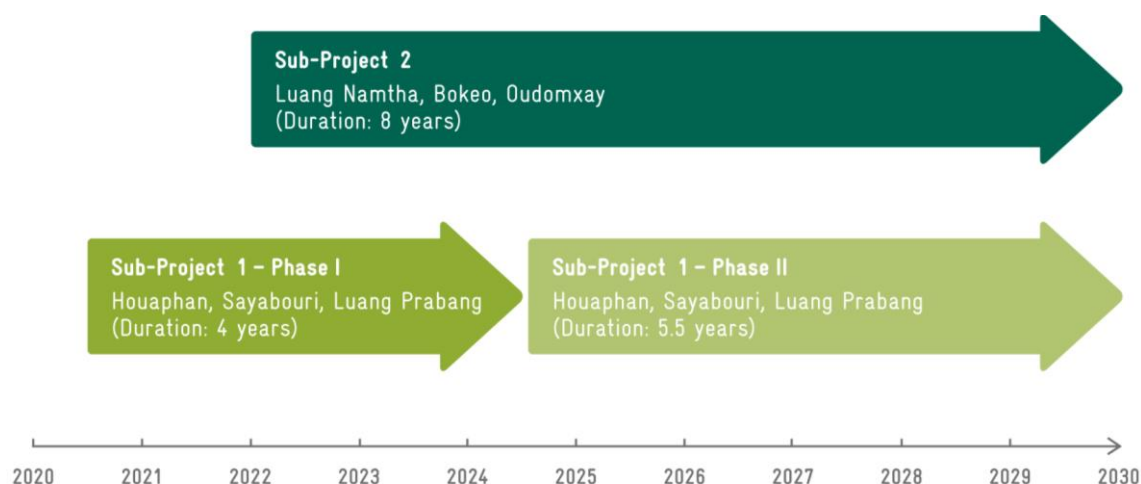 Sub-Project 2
Luang Namtha, Bokeo, Oudomxay
(Duration: 8 years)
Sub-Project 1 – Phase I
Houaphan, Sayabouri, Luang Prabang
(Duration: 4 years)
Sub-Project 1 – Phase II
Houaphan, Sayabouri, Luang Prabang
(Duration: 5.5 years)
2020 2021 2022 2023 2024 2025 2026 2027 2028 2029 2030